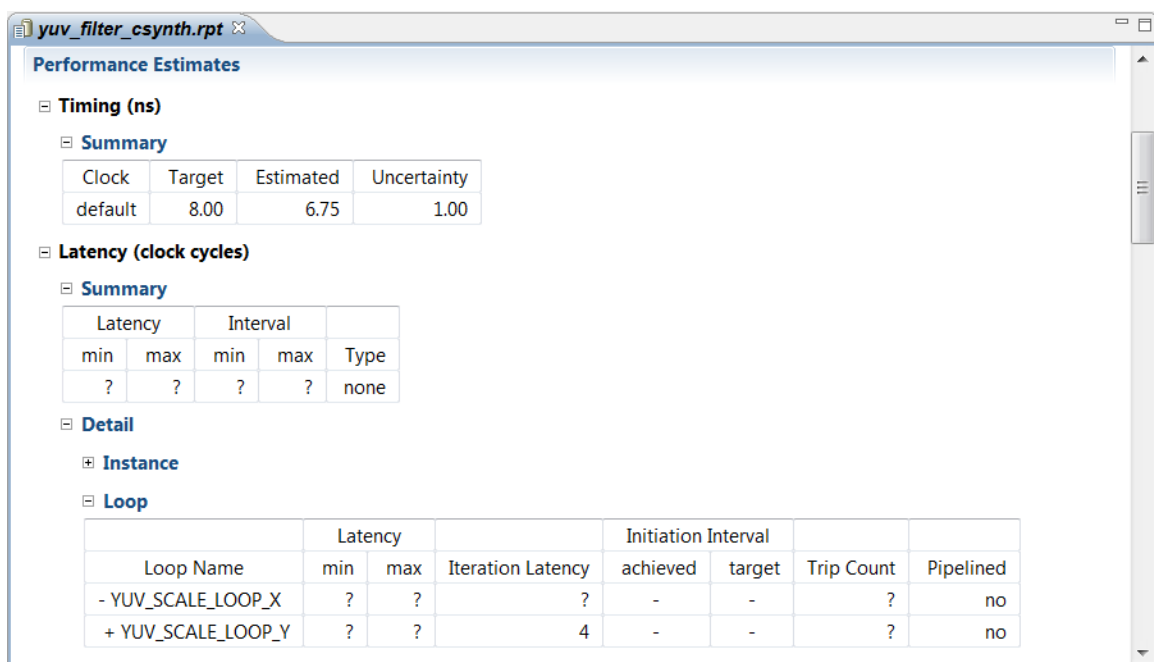 yuv_filter_csynth.rpt
Performance Estimates
Timing (ns)
Summary
Clock Target Estimated Uncertainty
default 8.00 6.75 1.00
Latency (clock cycles)
Summary
Latency Interval
min max min max Type
? ? ? ? none
Detail
Instance
Loop
Latency Initiation Interval
Loop Name min max Iteration Latency achieved target Trip Count Pipelined
- YUV_SCALE_LOOP_X ? ? ? - - ? no
+ YUV_SCALE_LOOP_Y ? ? 4 - - ? no